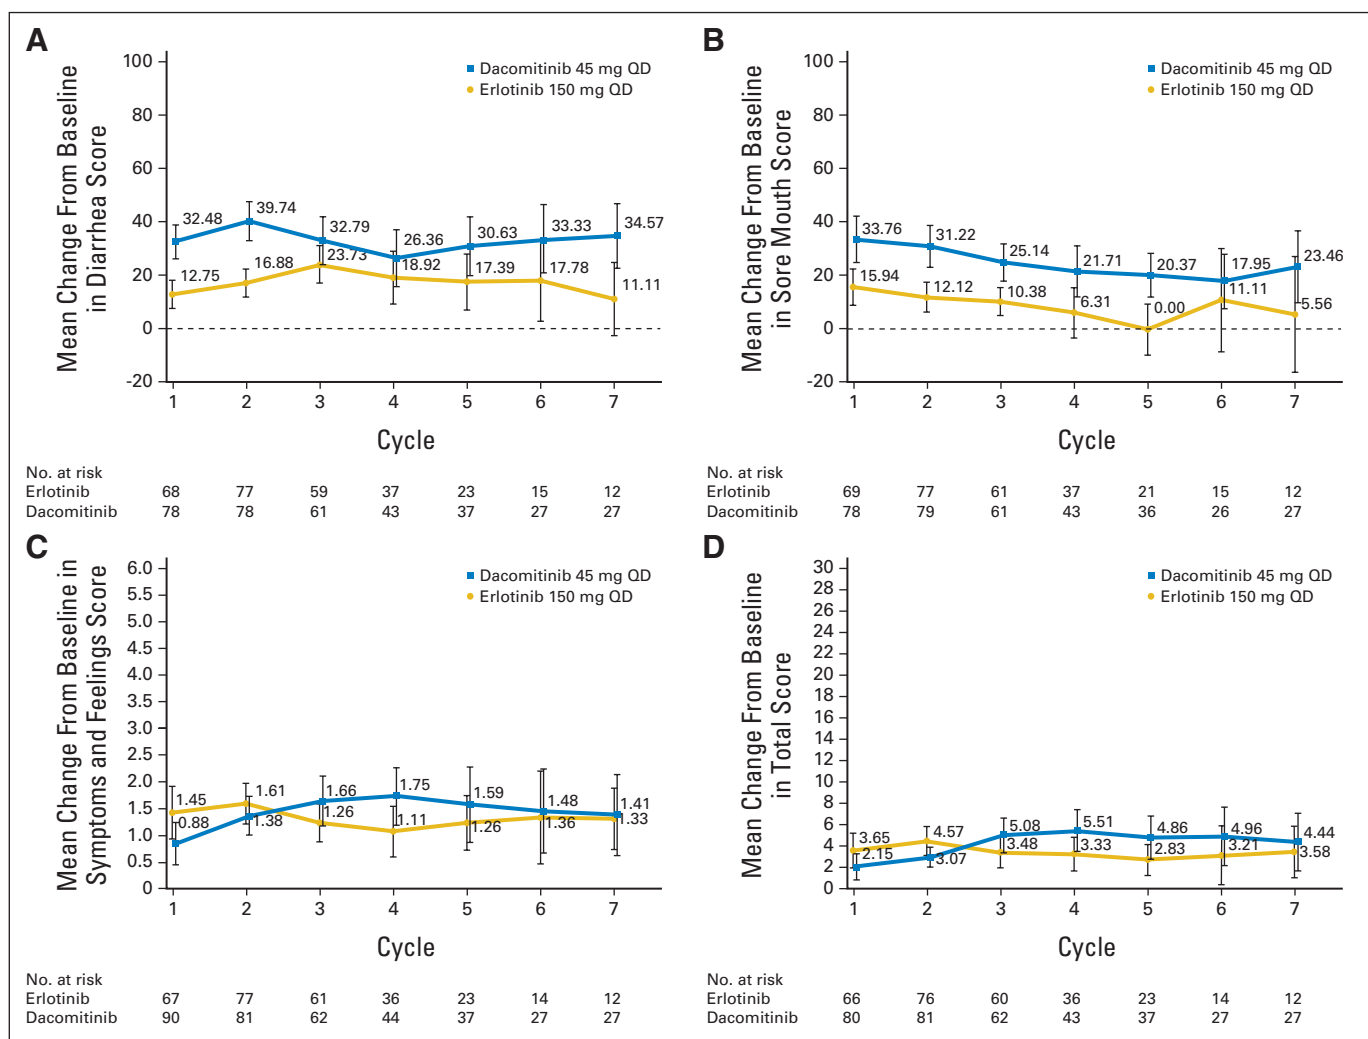 A
Mean Change From Baseline
in Diarrhea Score
100
80
60
40
20
0
-20
Dacomitinib 45 mg QD
Erlotinib 150 mg QD
32.48
39.74
32.79
26.36
30.63
33.33
34.57
12.75
16.88
23.73
18.92
17.39
17.78
11.11
1 2 3 4 5 6 7
Cycle
No. at risk
Erlotinib 68 77 59 37 23 15 12
Dacomitinib 78 78 61 43 37 27 27
B
Mean Change From Baseline
in Sore Mouth Score
100
80
60
40
20
0
-20
Dacomitinib 45 mg QD
Erlotinib 150 mg QD
33.76
31.22
25.14
21.71
20.37
17.95
23.46
15.94
12.12
10.38
6.31
0.00
11.11
5.56
1 2 3 4 5 6 7
Cycle
No. at risk
Erlotinib 69 77 61 37 21 15 12
Dacomitinib 78 79 61 43 36 26 27
C
Mean Change From Baseline in
Symptoms and Feelings Score
6.0
5.5
5.0
4.5
4.0
3.5
3.0
2.5
2.0
1.5
1.0
0.5
0
Dacomitinib 45 mg QD
Erlotinib 150 mg QD
1.45
1.61
1.66
1.75
1.59
1.48
1.41
0.88
1.38
1.26
1.11
1.26
1.36
1.33
1 2 3 4 5 6 7
Cycle
No. at risk
Erlotinib 67 77 61 36 23 14 12
Dacomitinib 90 81 62 44 37 27 27
D
Mean Change From Baseline
in Total Score
30
28
26
24
22
20
18
16
14
12
10
8
6
4
2
0
Dacomitinib 45 mg QD
Erlotinib 150 mg QD
3.65
4.57
5.08
5.51
4.86
4.96
4.44
2.15
3.07
3.48
3.33
2.83
3.21
3.58
1 2 3 4 5 6 7
Cycle
No. at risk
Erlotinib 66 76 60 36 23 14 12
Dacomitinib 80 81 62 43 37 27 27